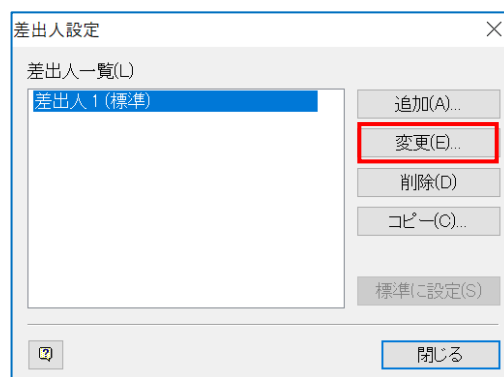 差出人設定
差出人一覧(L)
差出人 1 (標準)
追加(A)...
変更(E)...
削除(D)
コピー(C)...
標準に設定(S)
閉じる